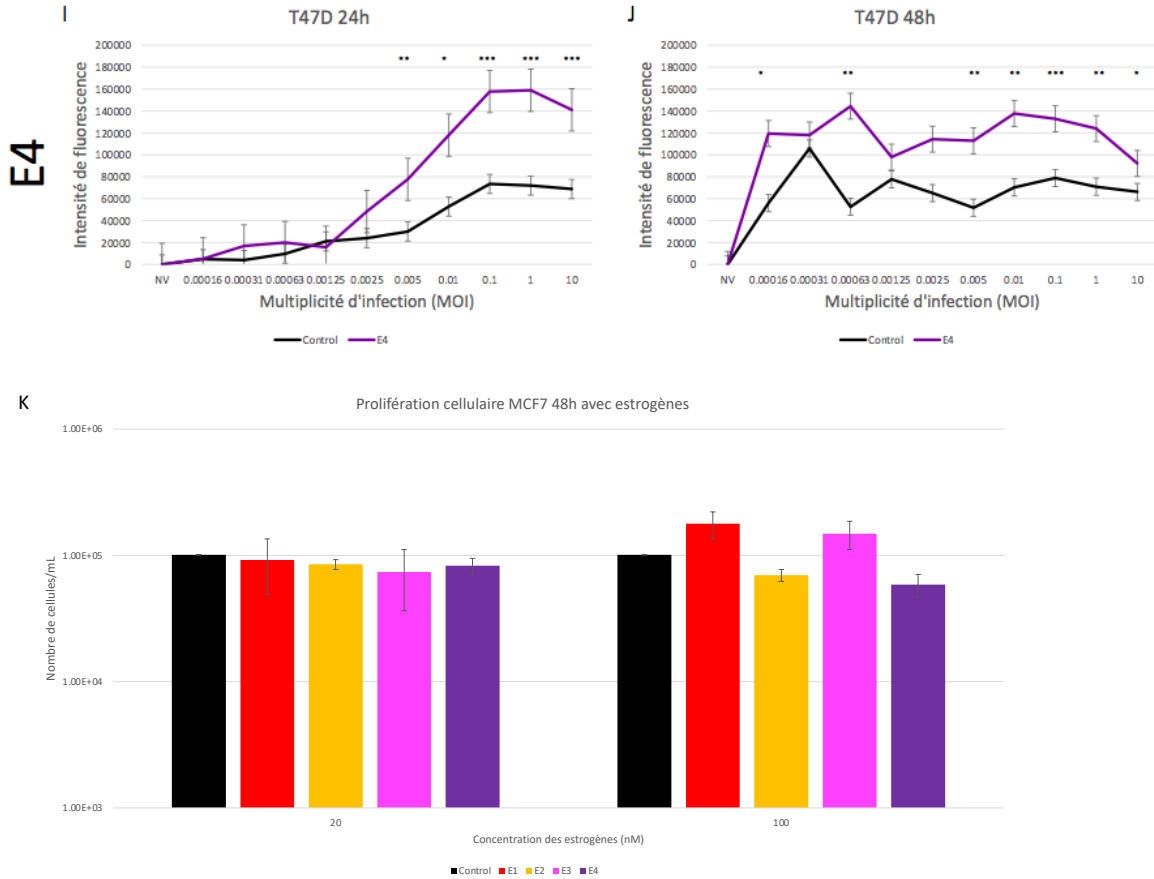 I
T47D 24h
200000
180000
160000
140000
120000
100000
80000
60000
40000
20000
0
Intensité de fluorescence
** * *** *** ***
NV 0.00016 0.00031 0.00063 0.00125 0.0025 0.005 0.01 0.1 1 10
Multiplicité d'infection (MOI)
Control E4
J
T47D 48h
200000
180000
160000
140000
120000
100000
80000
60000
40000
20000
0
Intensité de fluorescence
* ** ** ** *** ** *
NV 0.00016 0.00031 0.00063 0.00125 0.0025 0.005 0.01 0.1 1 10
Multiplicité d'infection (MOI)
Control E4
E4
K
Prolifération cellulaire MCF7 48h avec estrogènes
1.00E+06
1.00E+05
1.00E+04
1.00E+03
Nombre de cellules/mL
20 100
Concentration des estrogènes (nM)
Control E1 E2 E3 E4